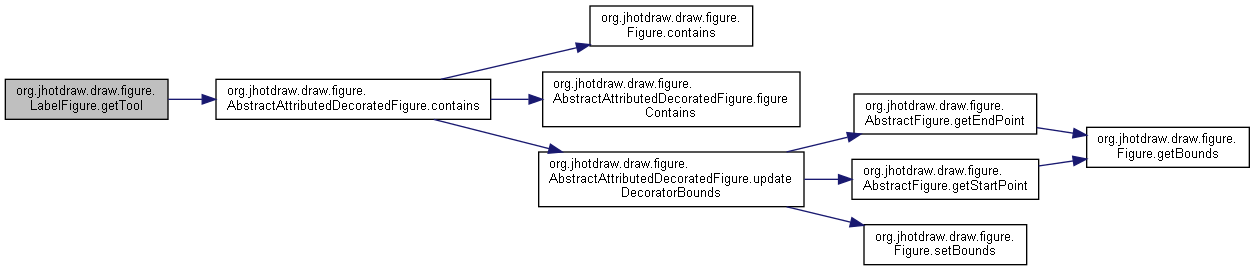 org.jhotdraw.draw.figure.
LabelFigure.getTool
org.jhotdraw.draw.figure.
AbstractAttributedDecoratedFigure.contains
org.jhotdraw.draw.figure.
Figure.contains
org.jhotdraw.draw.figure.
AbstractAttributedDecoratedFigure.figure
Contains
org.jhotdraw.draw.figure.
AbstractAttributedDecoratedFigure.update
DecoratorBounds
org.jhotdraw.draw.figure.
AbstractFigure.getEndPoint
org.jhotdraw.draw.figure.
AbstractFigure.getStartPoint
org.jhotdraw.draw.figure.
Figure.setBounds
org.jhotdraw.draw.figure.
Figure.getBounds